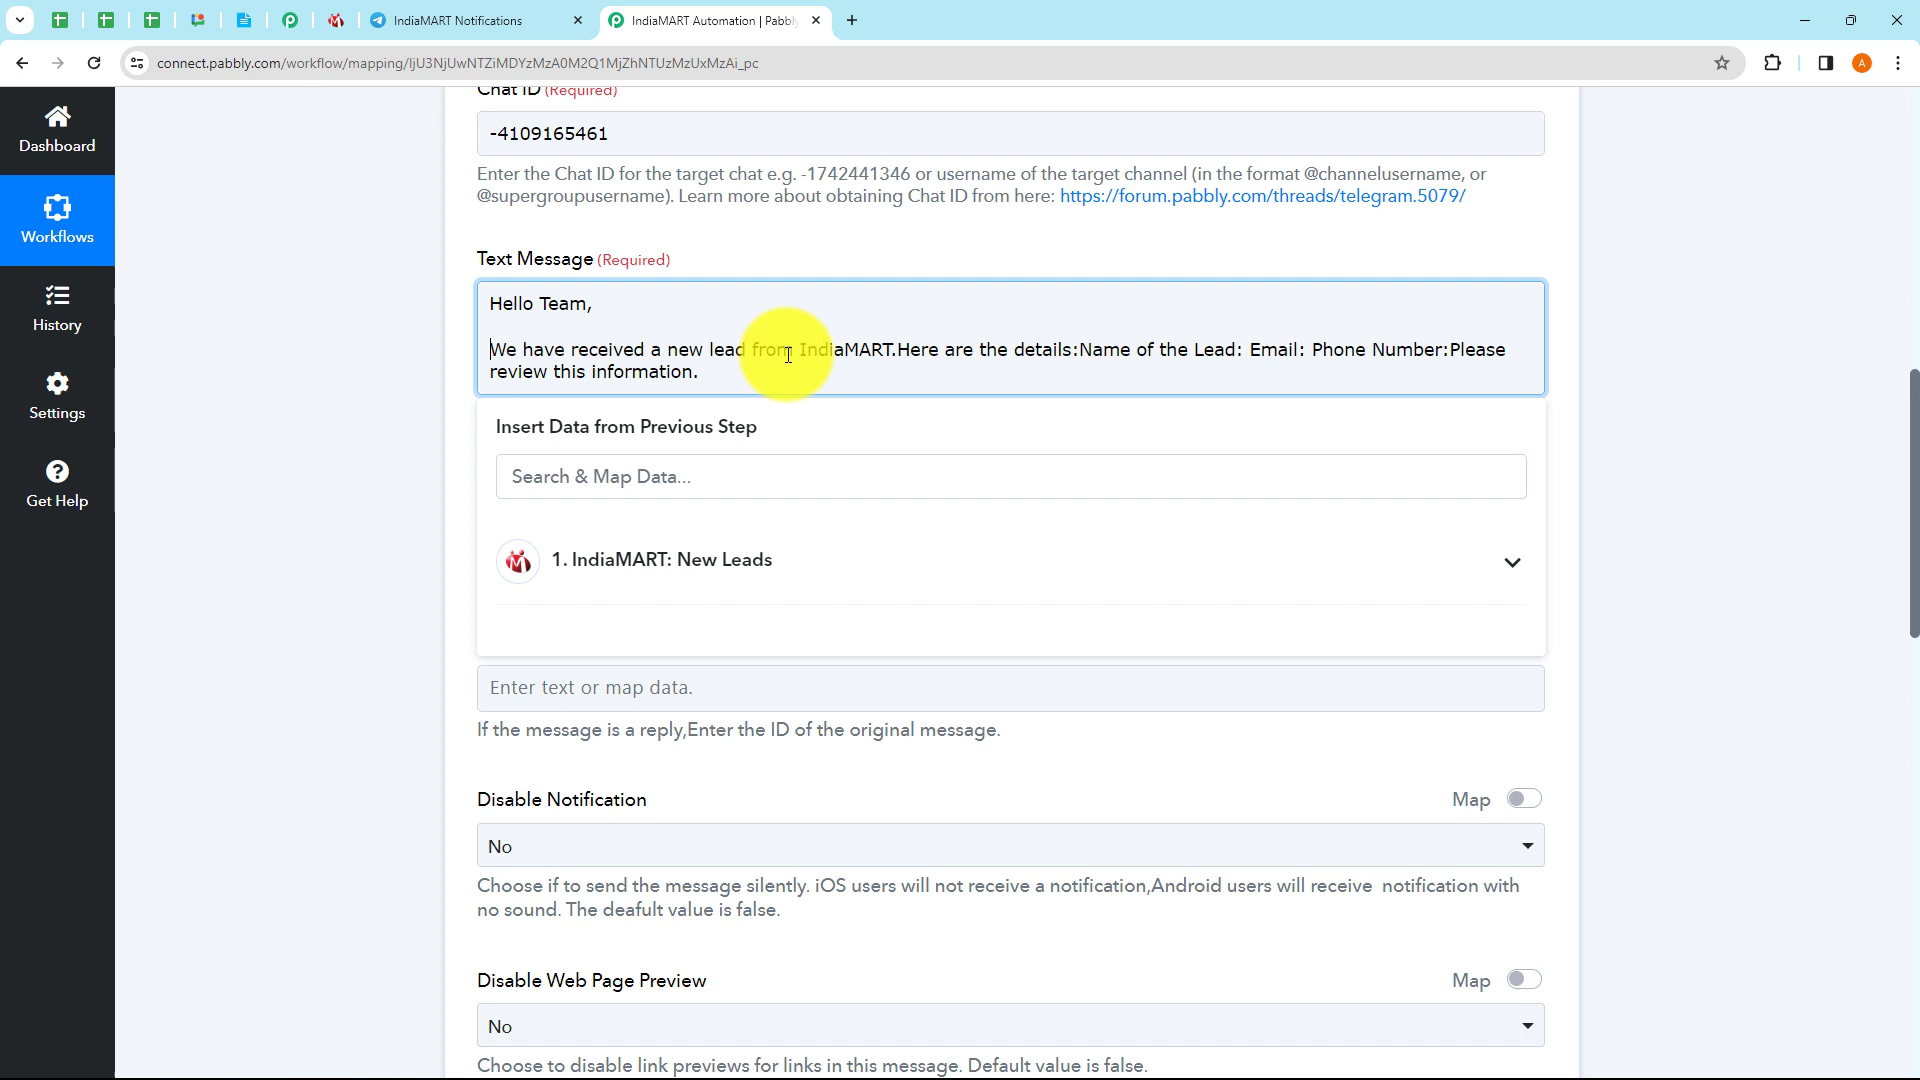 IndiaMART Notifications
IndiaMART Automation | Pabbly
connect.pabbly.com/workflow/mapping/IjU3NjUwNTZiMDYzMzA0M2Q1MjZhNTUzMzUxMzAi_pc
A
Dashboard
Workflows
History
Settings
Get Help
Chat ID (Required)
-4109165461
Enter the Chat ID for the target chat e.g. -1742441346 or username of the target channel (in the format @channelusername, or
@supergroupusername). Learn more about obtaining Chat ID from here: https://forum.pabbly.com/threads/telegram.5079/
Text Message (Required)
Hello Team,
We have received a new lead from IndiaMART.Here are the details:Name of the Lead: Email: Phone Number:Please
review this information.
Insert Data from Previous Step
Search & Map Data...
1. IndiaMART: New Leads
Enter text or map data.
If the message is a reply,Enter the ID of the original message.
Disable Notification
Map
No
Choose if to send the message silently. iOS users will not receive a notification,Android users will receive notification with
no sound. The deafult value is false.
Disable Web Page Preview
Map
No
Choose to disable link previews for links in this message. Default value is false.